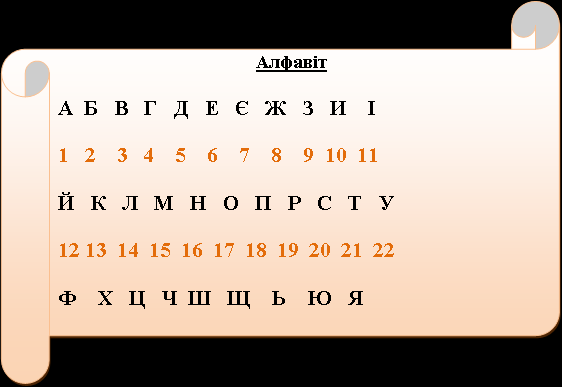 Алфавіт
А Б В Г Д Е Є Ж З И І
1 2 3 4 5 6 7 8 9 10 11
Й К Л М Н О П Р С Т У
12 13 14 15 16 17 18 19 20 21 22
Ф Х Ц Ч Ш Щ Ь Ю Я